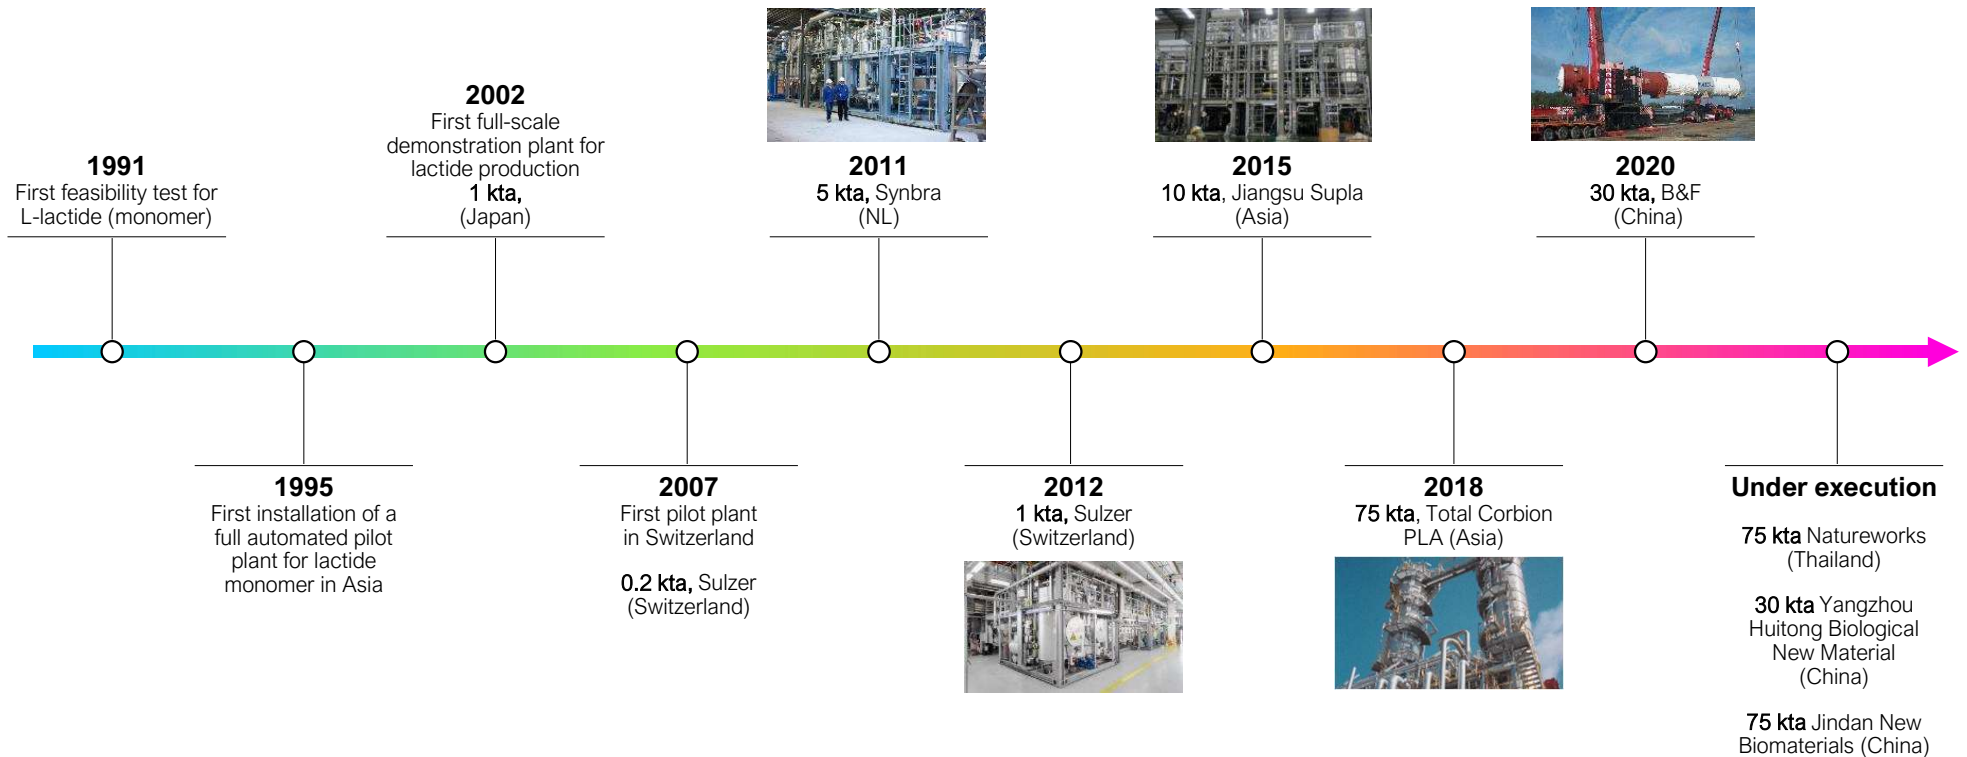 1991
First feasibility test for
L-lactide (monomer)
1995
First installation of a
full automated pilot
plant for lactide
monomer in Asia
2002
First full-scale
demonstration plant for
lactide production
1 kta,
(Japan)
2007
First pilot plant
in Switzerland
0.2 kta, Sulzer
(Switzerland)
2011
5 kta, Synbra
(NL)
2012
1 kta, Sulzer
(Switzerland)
2015
10 kta, Jiangsu Supla
(Asia)
2018
75 kta, Total Corbion
PLA (Asia)
2020
30 kta, B&F
(China)
Under execution
75 kta Natureworks
(Thailand)
30 kta Yangzhou
Huitong Biological
New Material
(China)
75 kta Jindan New
Biomaterials (China)